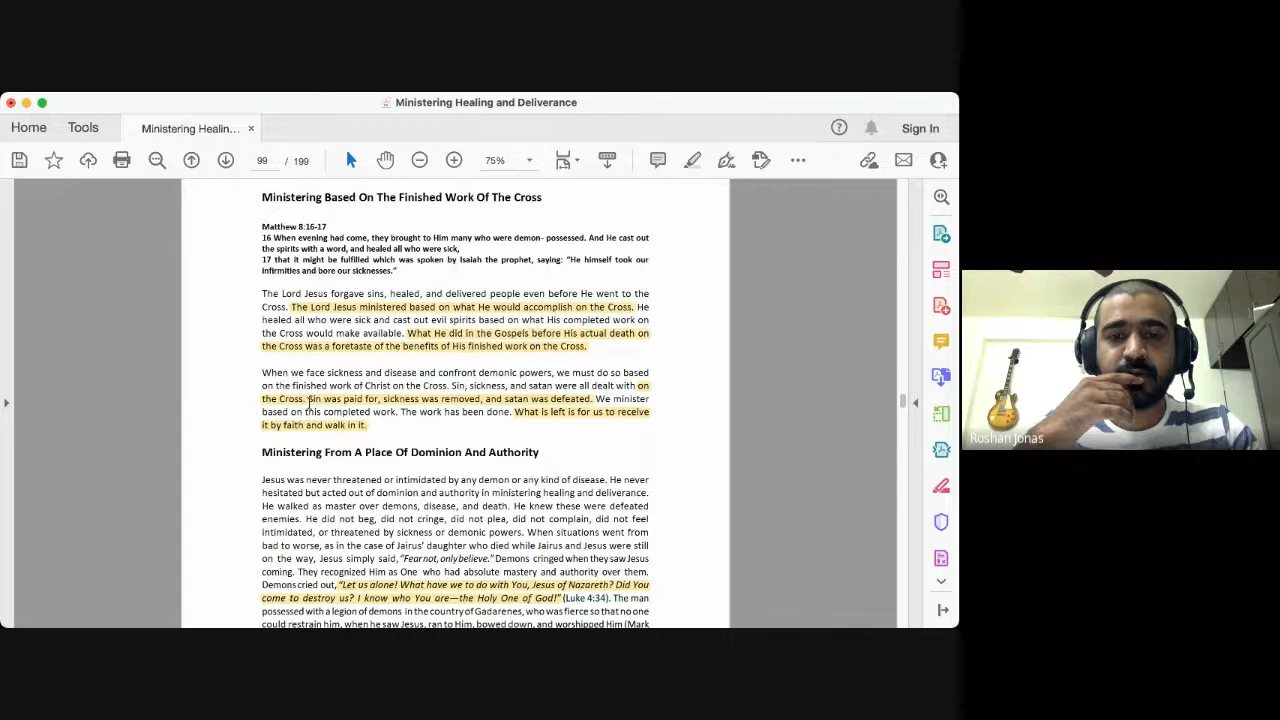 Ministering Healing and Deliverance
Home
Tools
Ministering Healin...
Sign In
99 / 199
75%
Ministering Based On The Finished Work Of The Cross
Matthew 8:16-17
16 When evening had come, they brought to Him many who were demon- possessed. And He cast out
the spirits with a word, and healed all who were sick,
17 that it might be fulfilled which was spoken by Isaiah the prophet, saying: "He himself took our
infirmities and bore our sicknesses."
The Lord Jesus forgave sins, healed, and delivered people even before He went to the
Cross. The Lord Jesus ministered based on what He would accomplish on the Cross. He
healed all who were sick and cast out evil spirits based on what His completed work on
the Cross would make available. What He did in the Gospels before His actual death on
the Cross was a foretaste of the benefits of His finished work on the Cross.
When we face sickness and disease and confront demonic powers, we must do so based
on the finished work of Christ on the Cross. Sin, sickness, and satan were all dealt with on
the Cross. Sin was paid for, sickness was removed, and satan was defeated. We minister
based on this completed work. The work has been done. What is left is for us to receive
it by faith and walk in it.
Ministering From A Place Of Dominion And Authority
Jesus was never threatened or intimidated by any demon or any kind of disease. He never
hesitated but acted out of dominion and authority in ministering healing and deliverance.
He walked as master over demons, disease, and death. He knew these were defeated
enemies. He did not beg, did not cringe, did not plea, did not complain, did not feel
intimidated, or threatened by sickness or demonic powers. When situations went from
bad to worse, as in the case of Jairus' daughter who died while Jairus and Jesus were still
on the way, Jesus simply said, "Fear not, only believe." Demons cringed when they saw Jesus
coming. They recognized Him as One who had absolute mastery and authority over them.
Demons cried out, "Let us alone! What have we to do with You, Jesus of Nazareth? Did You
come to destroy us? I know who You are—the Holy One of God!" (Luke 4:34). The man
possessed with a legion of demons in the country of Gadarenes, who was fierce so that no one
could restrain him, when he saw Jesus, ran to Him, bowed down, and worshipped Him (Mark
Roshan Jonas